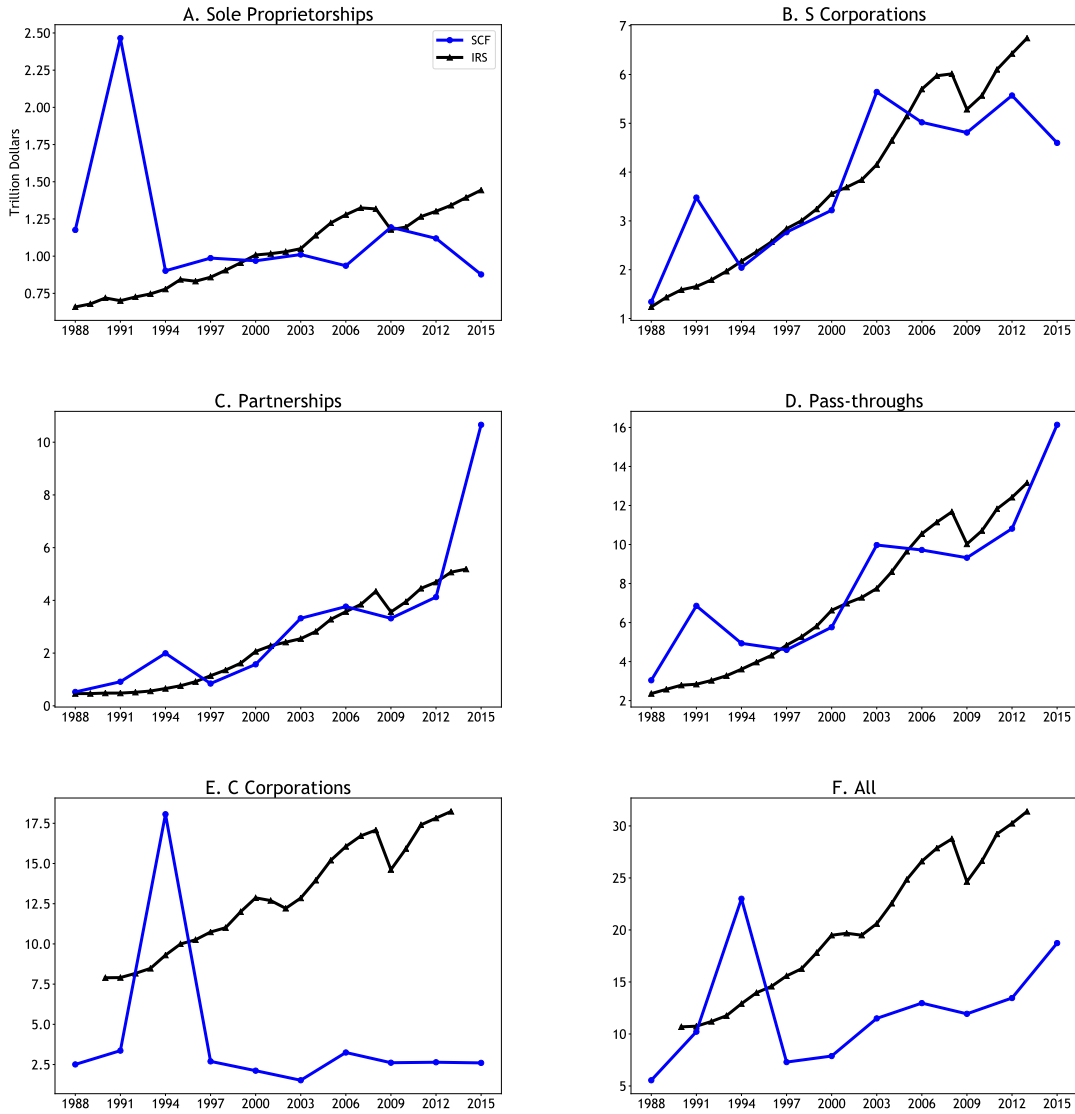 A. Sole Proprietorships
B. S Corporations
2.50
2.25
2.00
1.75
1.50
1.25
1.00
0.75
Trillion Dollars
SCF
IRS
1988 1991 1994 1997 2000 2003 2006 2009 2012 2015
7
6
5
4
3
2
1
1988 1991 1994 1997 2000 2003 2006 2009 2012 2015
C. Partnerships
D. Pass-throughs
10
8
6
4
2
0
1988 1991 1994 1997 2000 2003 2006 2009 2012 2015
16
14
12
10
8
6
4
2
1988 1991 1994 1997 2000 2003 2006 2009 2012 2015
E. C Corporations
F. All
17.5
15.0
12.5
10.0
7.5
5.0
2.5
1988 1991 1994 1997 2000 2003 2006 2009 2012 2015
30
25
20
15
10
5
1988 1991 1994 1997 2000 2003 2006 2009 2012 2015